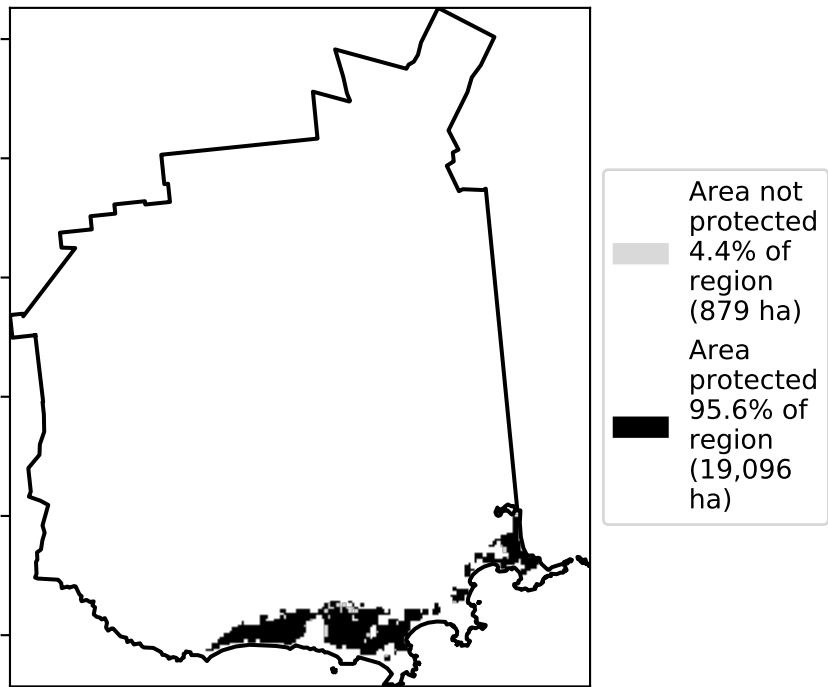 Area not
protected
4.4% of
region
(879 ha)
Area
protected
95.6% of
region
(19,096
ha)